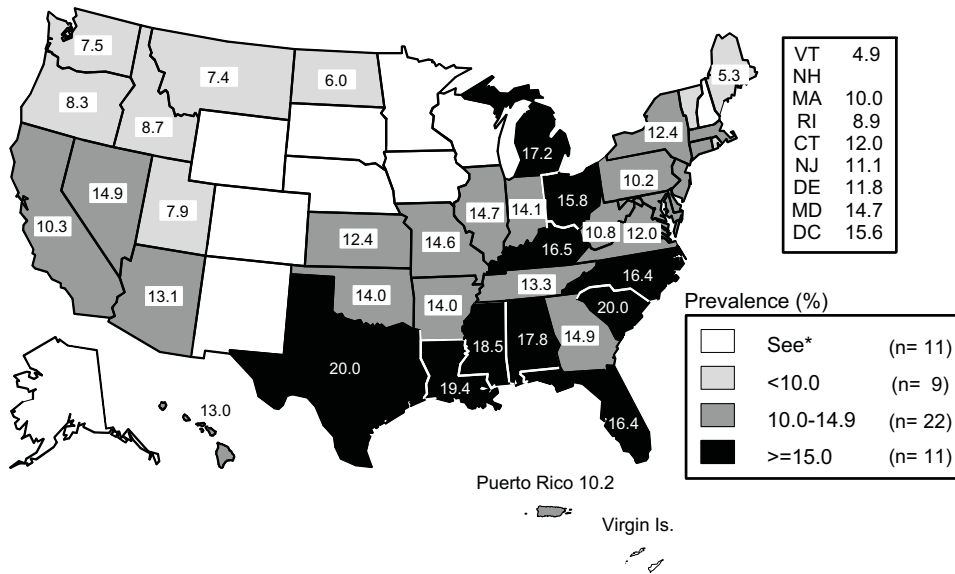 7.5
7.4
6.0
5.3
8.3
8.7
12.4
17.2
10.2
14.9
7.9
15.8
10.3
14.7
14.1
12.4
14.6
10.8
12.0
16.5
13.1
14.0
14.0
13.3
16.4
20.0
18.5
17.8
14.9
20.0
19.4
16.4
13.0
VT 4.9
NH
MA 10.0
RI 8.9
CT 12.0
NJ 11.1
DE 11.8
MD 14.7
DC 15.6
Prevalence (%)
See* (n= 11)
<10.0 (n= 9)
10.0-14.9 (n= 22)
>=15.0 (n= 11)
Puerto Rico 10.2
Virgin Is.